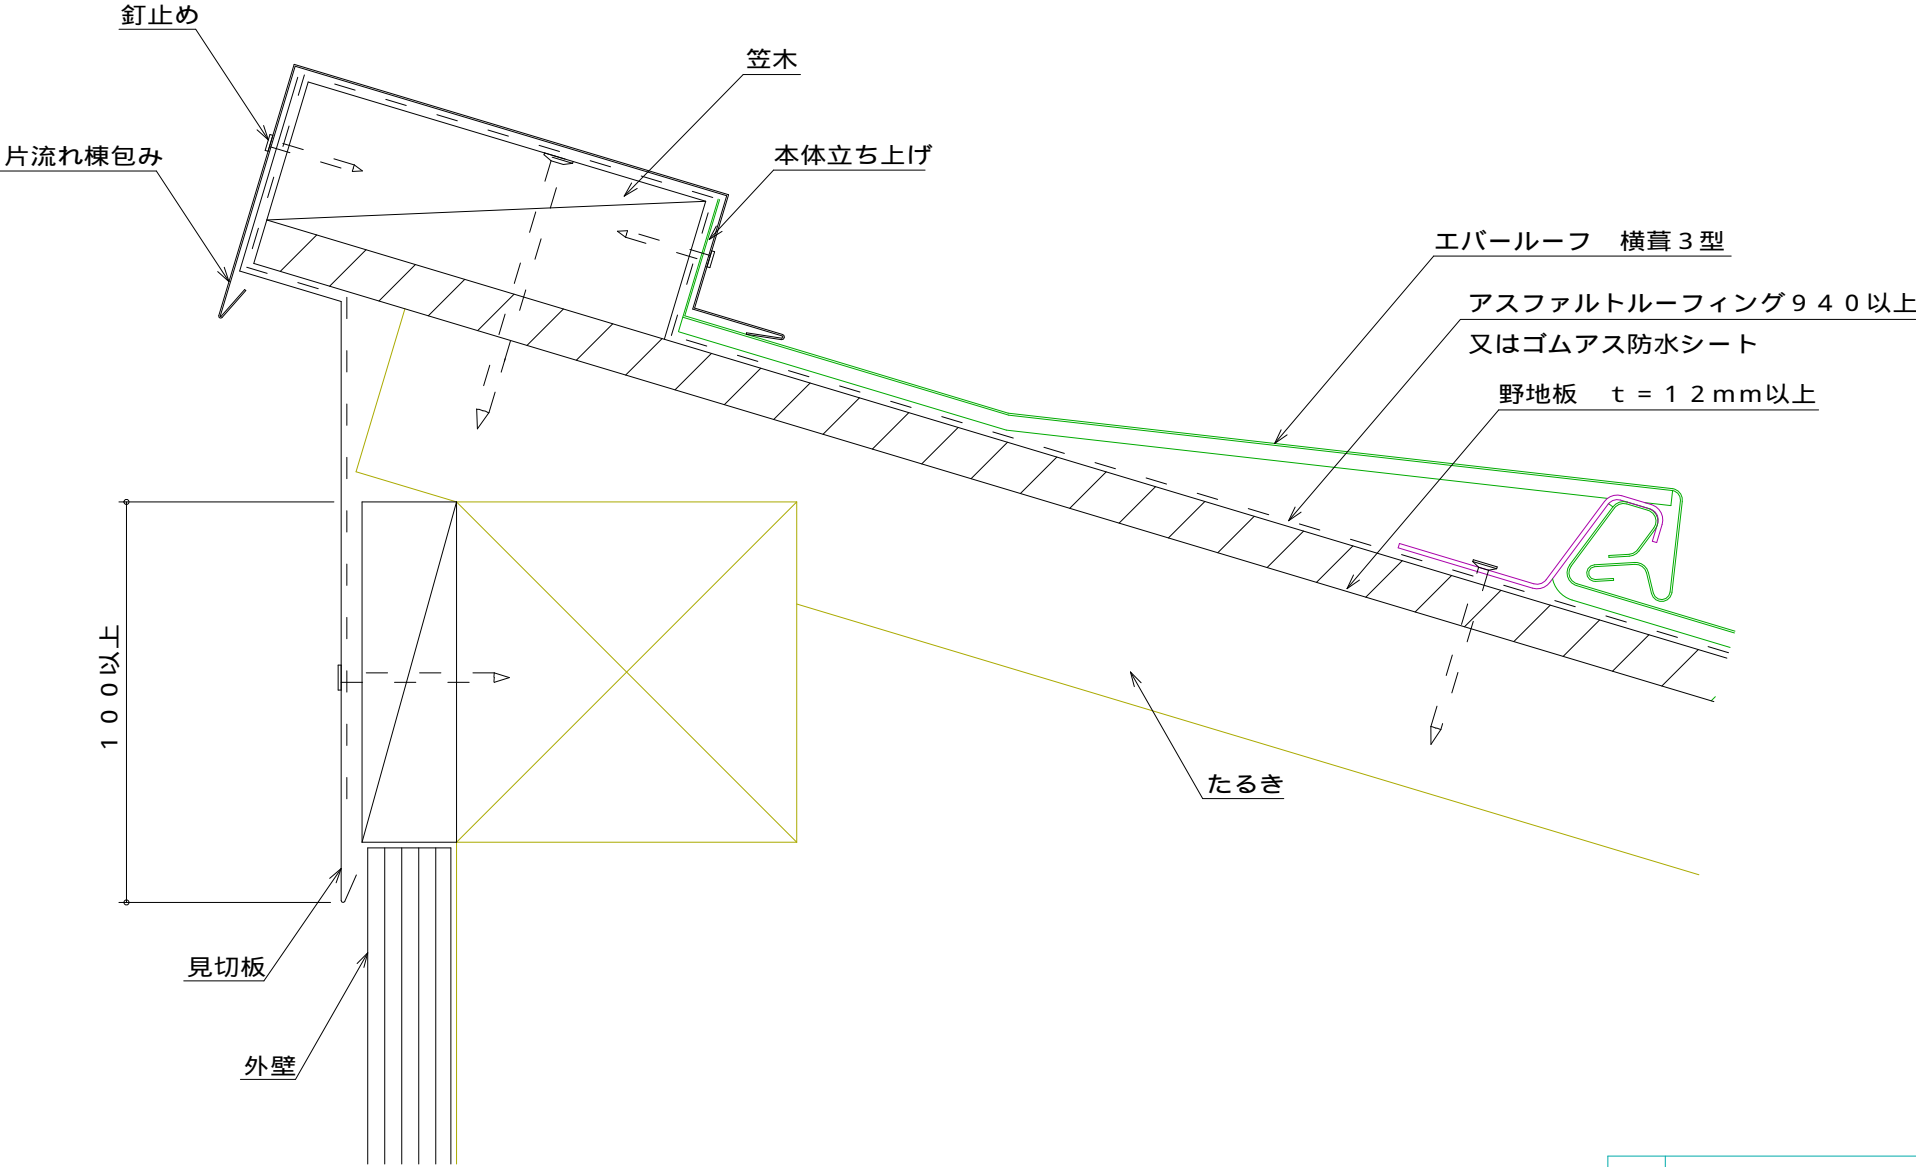 釘止め
笠木
片流れ棟包み
本体立ち上げ
エバールーフ　横葺３型
アスファルトルーフィング９４０以上
又はゴムアス防水シート
野地板　ｔ＝１２ｍｍ以上
１００以上
たるき
見切板
外壁